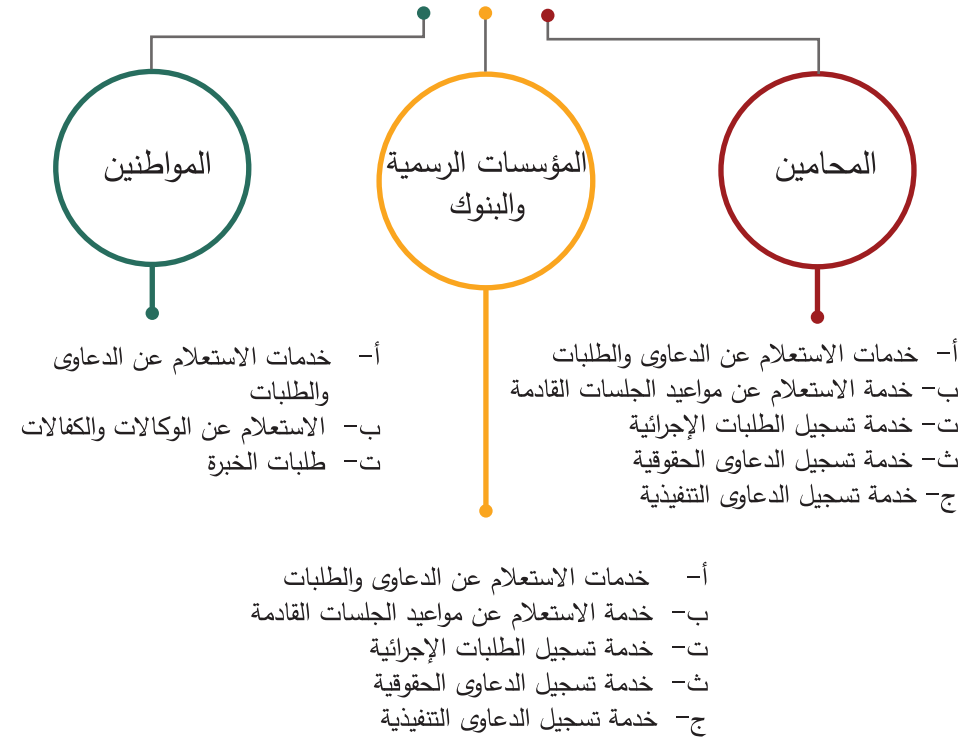 المحامين
أ- خدمات الاستعلام عن الدعاوى والطلبات
ب- خدمة الاستعلام عن مواعيد الجلسات القادمة
ت- خدمة تسجيل الطلبات الإجرائية
ث- خدمة تسجيل الدعاوى الحقوقية
ج- خدمة تسجيل الدعاوى التنفيذية
المؤسسات الرسمية
والبنوك
أ- خدمات الاستعلام عن الدعاوى والطلبات
ب- خدمة الاستعلام عن مواعيد الجلسات القادمة
ت- خدمة تسجيل الطلبات الإجرائية
ث- خدمة تسجيل الدعاوى الحقوقية
ج- خدمة تسجيل الدعاوى التنفيذية
المواطنين
أ- خدمات الاستعلام عن الدعاوى
والطلبات
ب- الاستعلام عن الوكالات والكفالات
ت- طلبات الخبرة